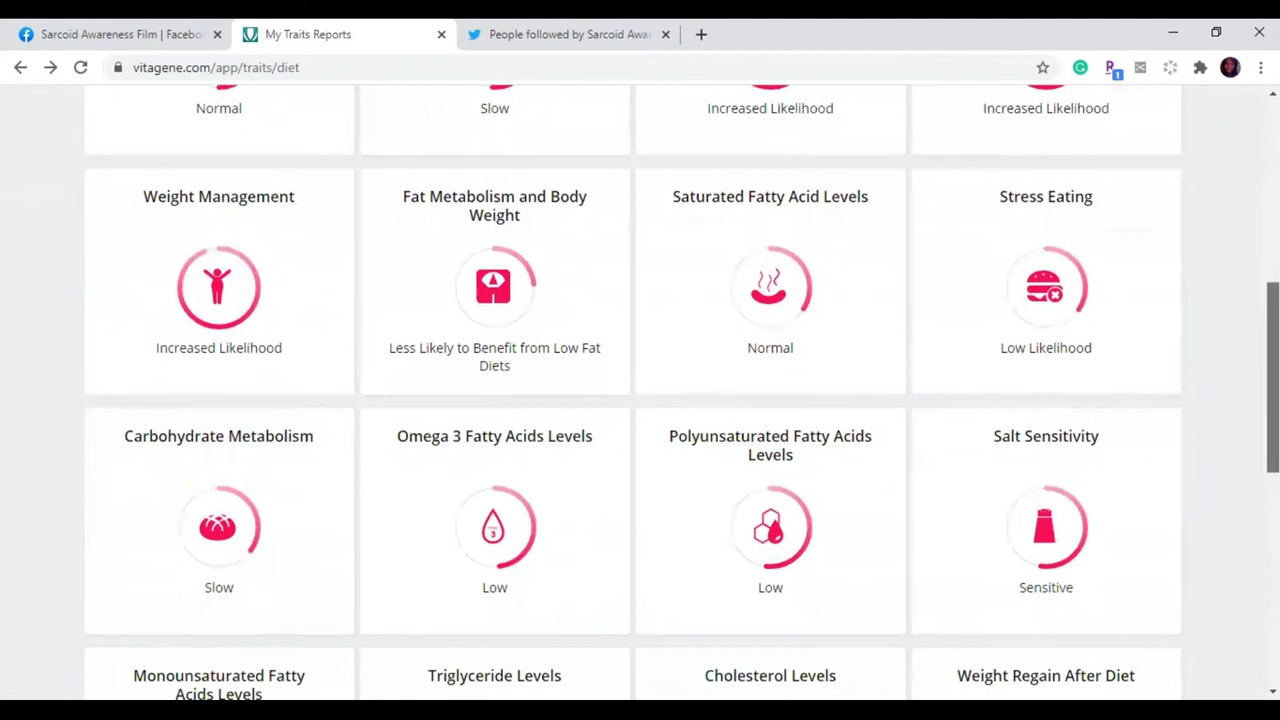 Sarcoid Awareness Film | Facebo
My Traits Reports
People followed by Sarcoid Awa
vitagene.com/app/traits/diet
1
Normal
Slow
Increased Likelihood
Increased Likelihood
Weight Management
Increased Likelihood
Fat Metabolism and Body
Weight
Less Likely to Benefit from Low Fat
Diets
Saturated Fatty Acid Levels
Normal
Stress Eating
Low Likelihood
Carbohydrate Metabolism
Slow
Omega 3 Fatty Acids Levels
3
Low
Polyunsaturated Fatty Acids
Levels
Low
Salt Sensitivity
Sensitive
Monounsaturated Fatty
Acids Levels
Triglyceride Levels
Cholesterol Levels
Weight Regain After Diet